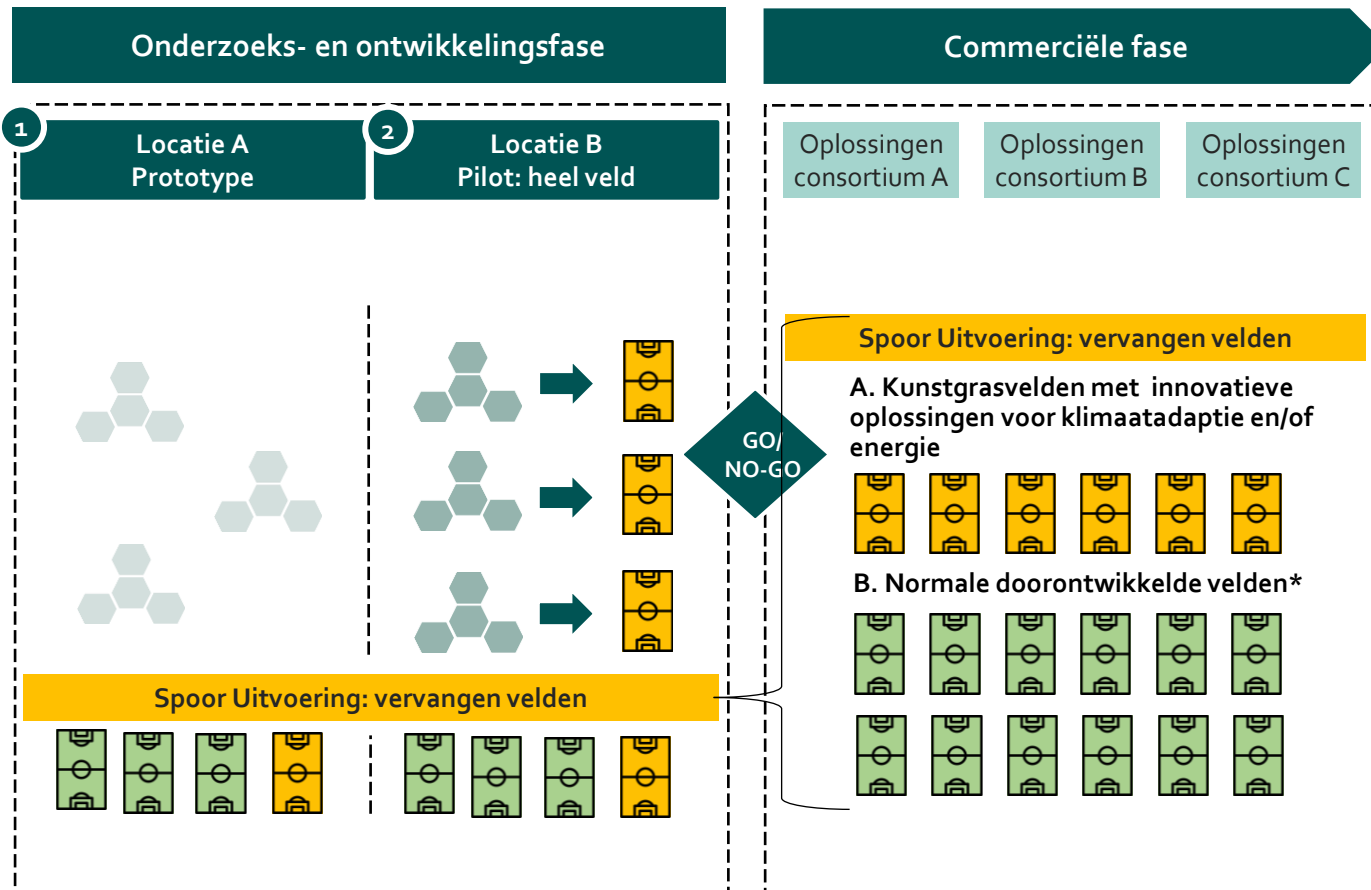 Onderzoeks- en ontwikkelingsfase
Commerciële fase
1
Locatie A
Prototype
2
Locatie B
Pilot: heel veld
Oplossingen
consortium A
Oplossingen
consortium B
Oplossingen
consortium C
GO/
NO-GO
Spoor Uitvoering: vervangen velden
A. Kunstgrasvelden met innovatieve
oplossingen voor klimaatadaptie en/of
energie
B. Normale doorontwikkelde velden*
Spoor Uitvoering: vervangen velden